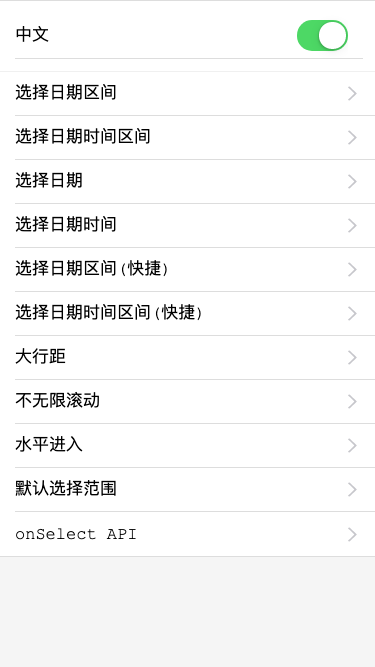 中文
选择日期区间
选择日期时间区间
选择日期
选择日期时间
选择日期区间(快捷)
选择日期时间区间(快捷)
大行距
不无限滚动
水平进入
默认选择范围
onSelect API